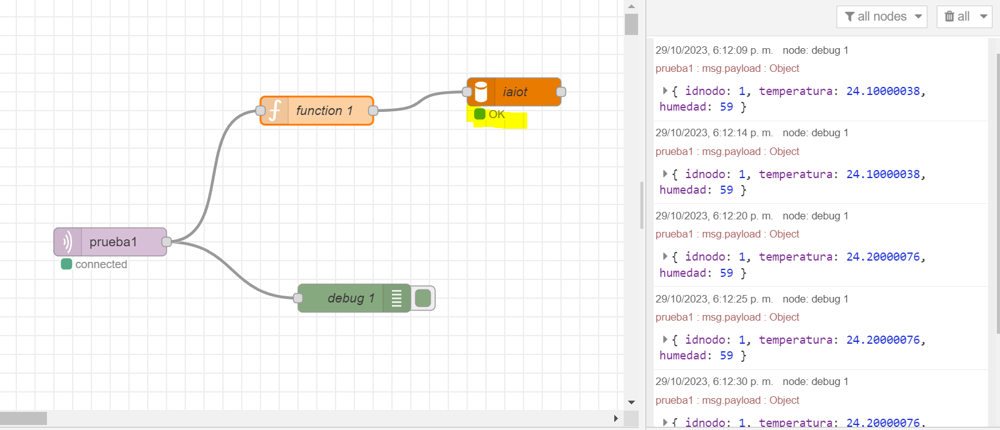 function 1
iaiot
OK
prueba1
connected
debug 1
all nodes
all
29/10/2023, 6:12:09 p. m. node: debug 1
prueba1 : msg.payload : Object
{ idnodo: 1, temperatura: 24.10000038,
humedad: 59 }
29/10/2023, 6:12:14 p. m. node: debug 1
prueba1 : msg.payload : Object
{ idnodo: 1, temperatura: 24.10000038,
humedad: 59 }
29/10/2023, 6:12:20 p. m. node: debug 1
prueba1 : msg.payload : Object
{ idnodo: 1, temperatura: 24.20000076,
humedad: 59 }
29/10/2023, 6:12:25 p. m. node: debug 1
prueba1 : msg.payload : Object
{ idnodo: 1, temperatura: 24.20000076,
humedad: 59 }
29/10/2023, 6:12:30 p. m. node: debug 1
prueba1 : msg.payload : Object
{ idnodo: 1, temperatura: 24.20000076,